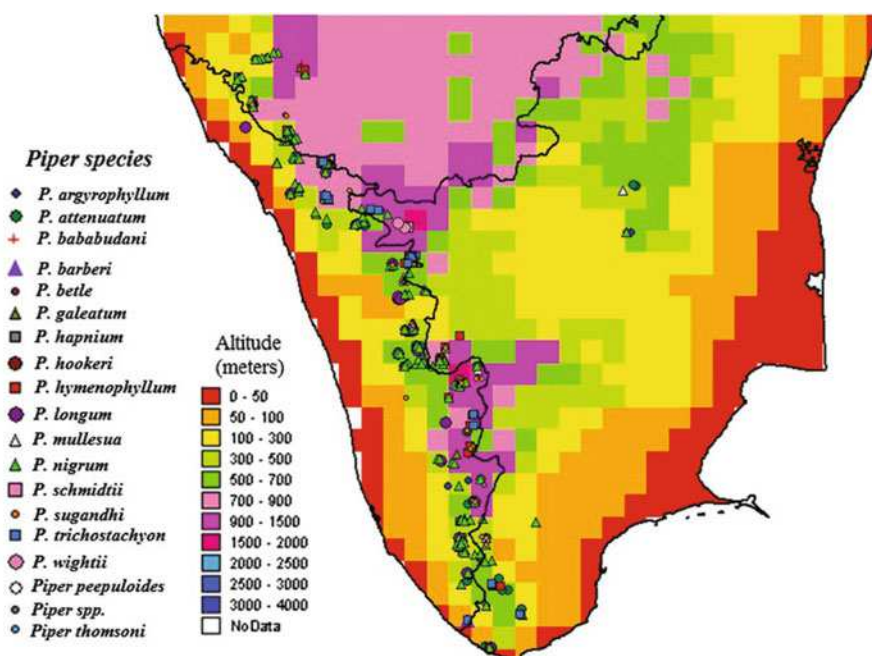 Piper species
P. argyrophyllum
P. attenuatum
P. bababudani
P. barberi
P. betle
P. galeatum
P. hapnium
P. hookeri
P. hymenophyllum
P. longum
P. mullesua
P. nigrum
P. schmidtii
P. sugandhi
P. trichostachyon
P. wightii
Piper peepuloides
Piper spp.
Piper thomsoni
Altitude
(meters)
0 - 50
50 - 100
100 - 300
300 - 500
500 - 700
700 - 900
900 - 1500
1500 - 2000
2000 - 2500
2500 - 3000
3000 - 4000
No Data